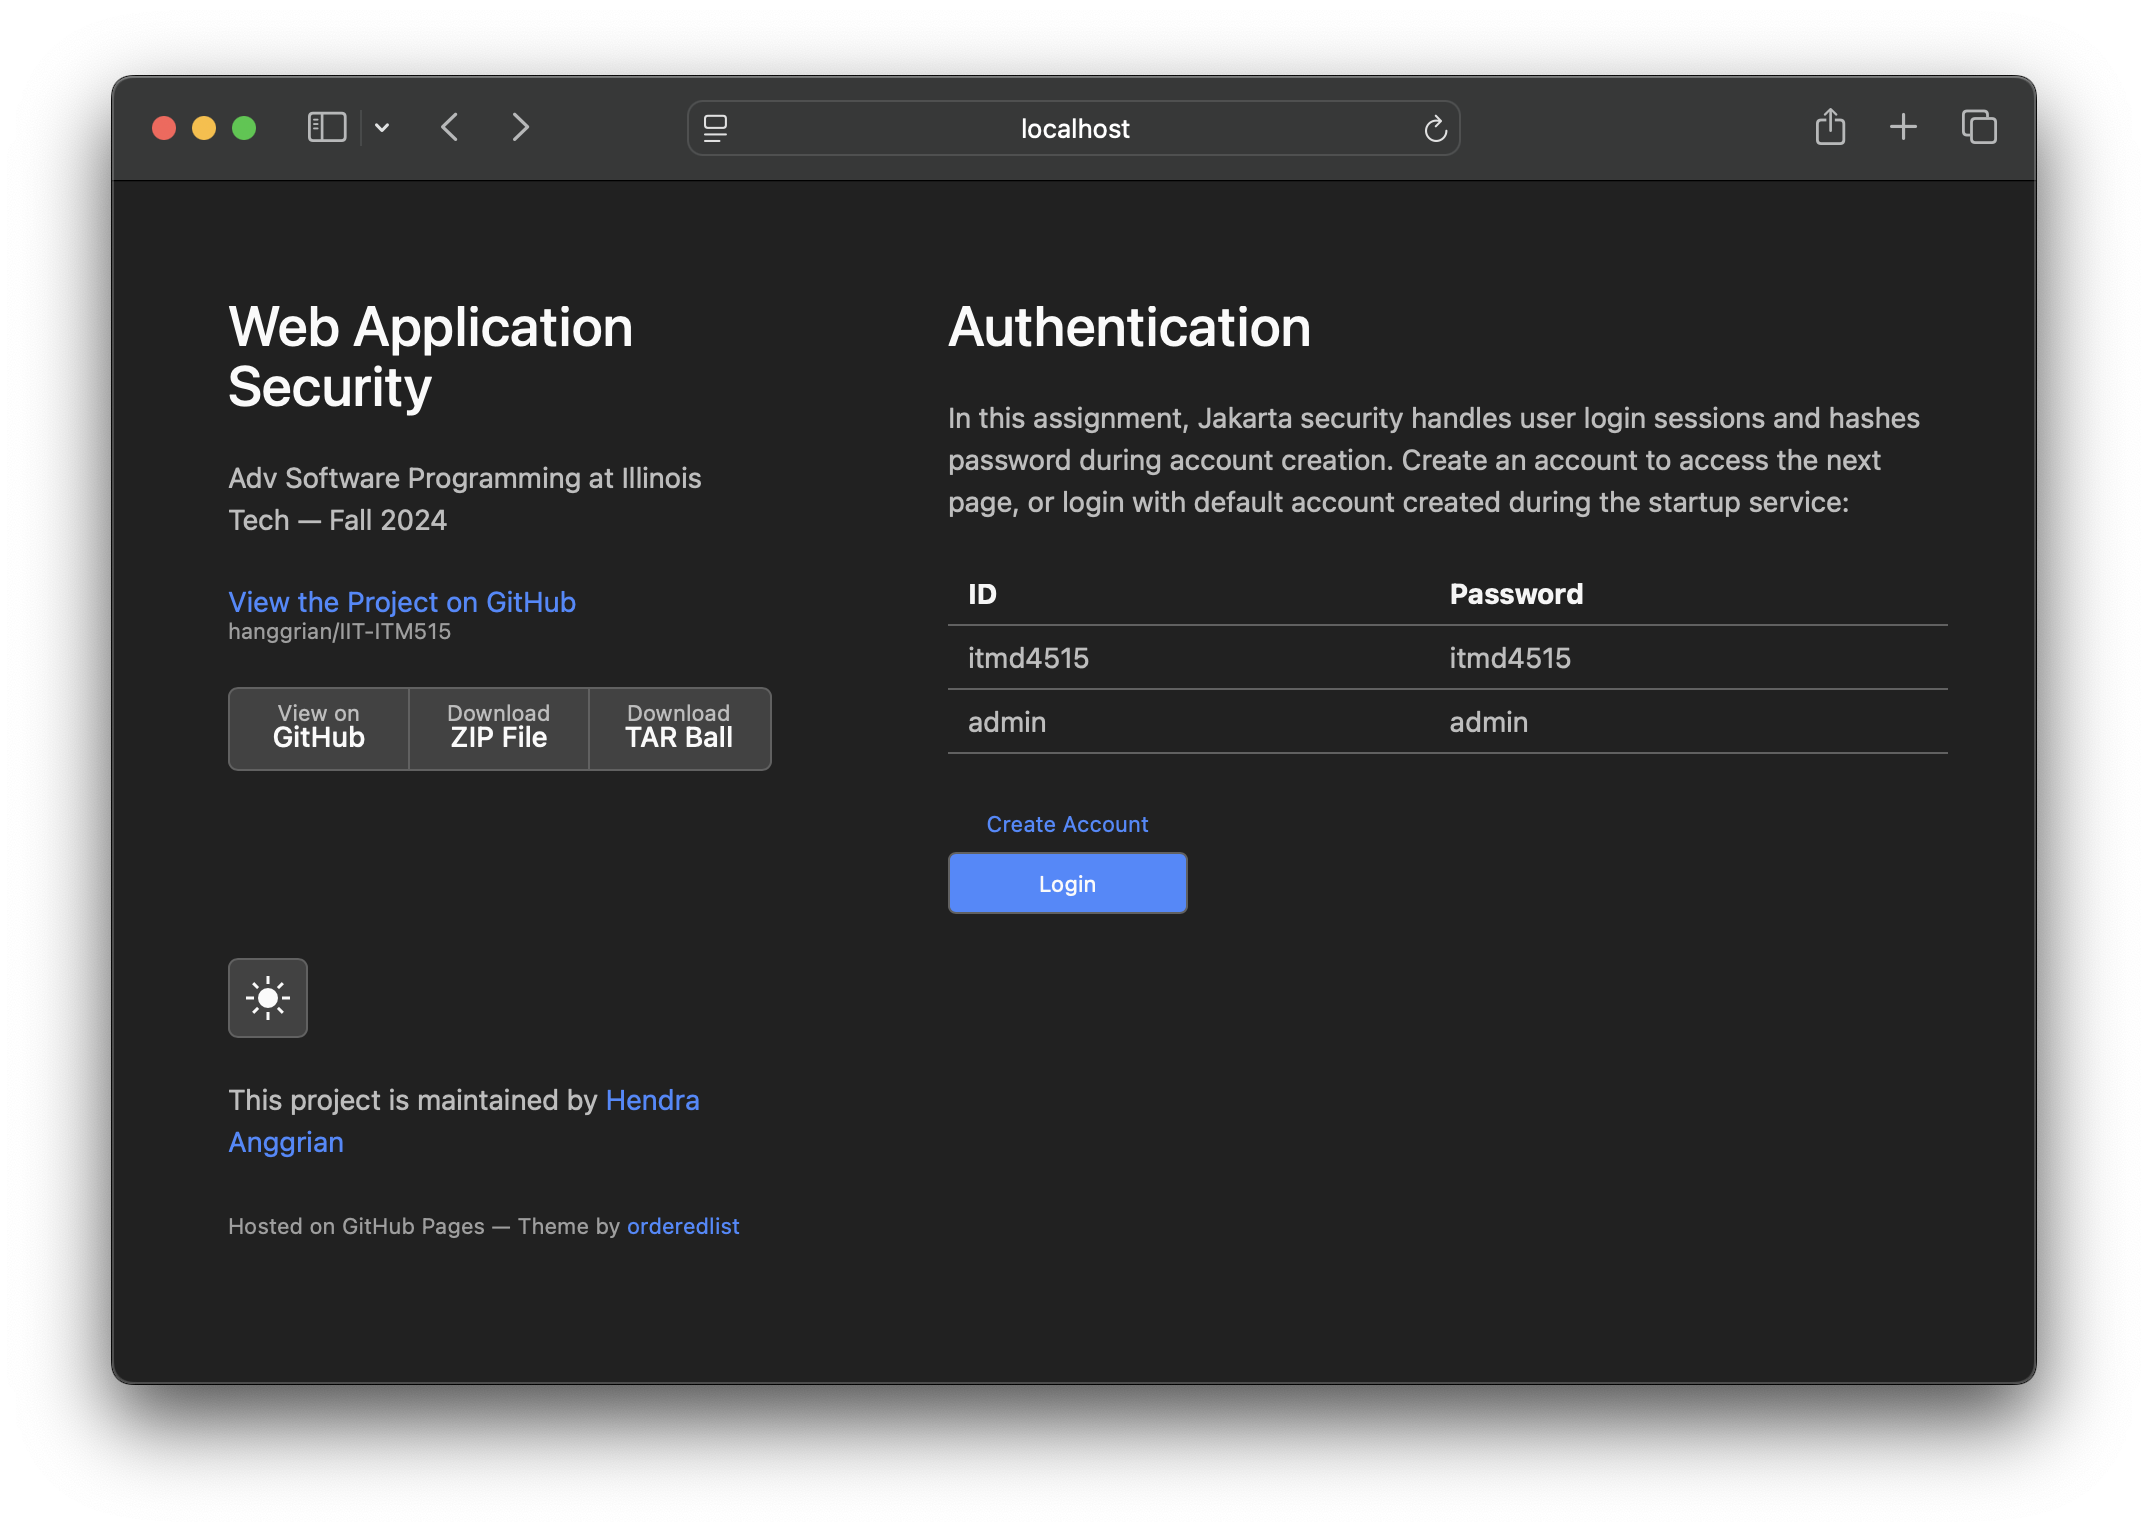 localhost
Web Application
Security
Adv Software Programming at Illinois
Tech — Fall 2024
View the Project on GitHub
hanggrian/IIT-ITM515
View on
GitHub
Download
ZIP File
Download
TAR Ball
This project is maintained by Hendra
Anggrian
Hosted on GitHub Pages — Theme by orderedlist
Authentication
In this assignment, Jakarta security handles user login sessions and hashes
password during account creation. Create an account to access the next
page, or login with default account created during the startup service:
ID Password
itmd4515 itmd4515
admin admin
Create Account
Login